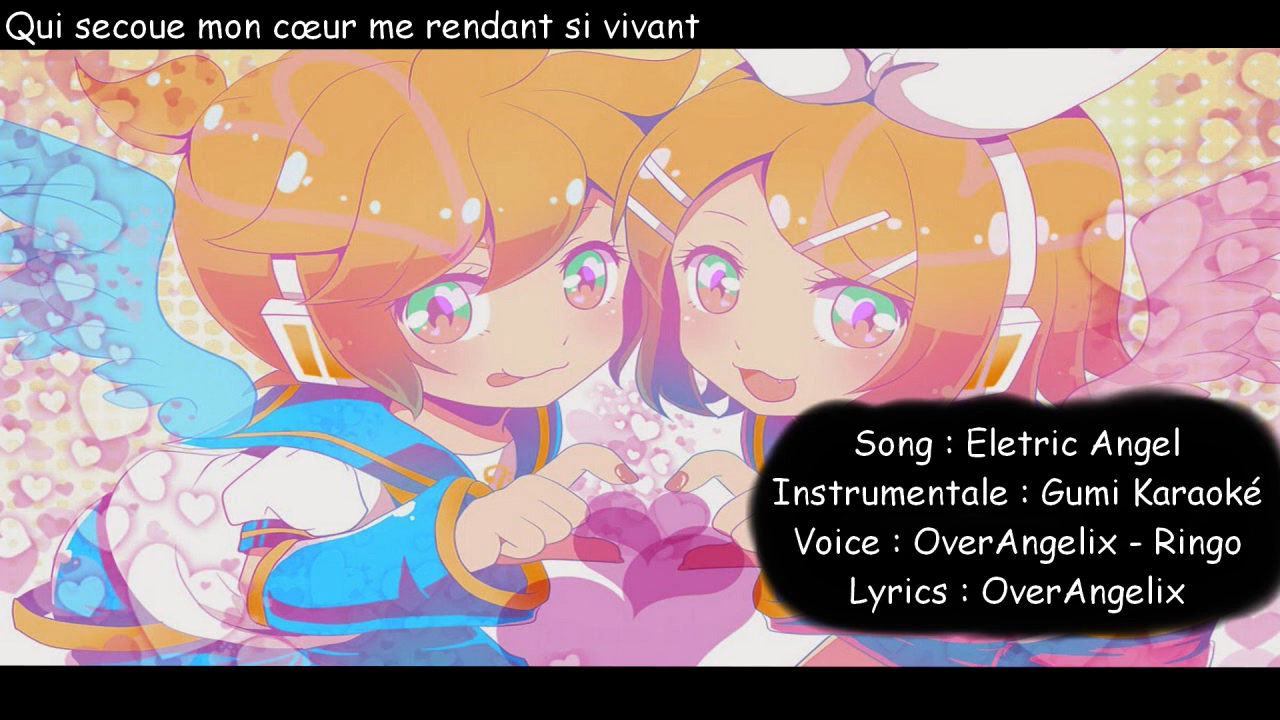 Qui secoue mon cœur me rendant si vivant
Song : Eletric Angel
Instrumentale : Gumi Karaoké
Voice : OverAngelix - Ringo
Lyrics : OverAngelix